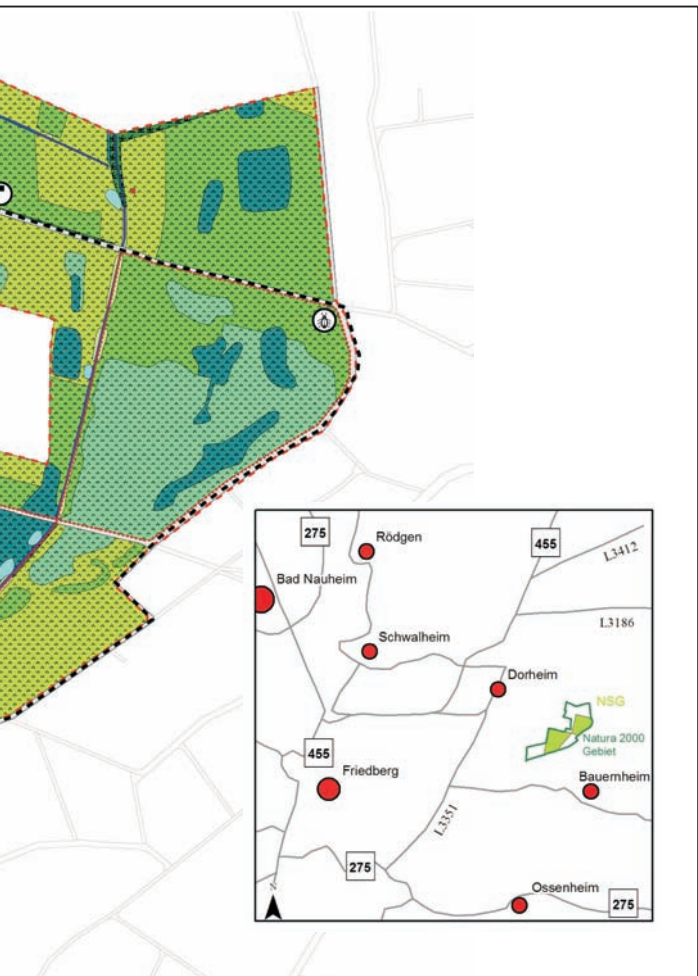 275
Rödgen
455
L3412
Bad Nauheim
L3186
Schwalheim
Dorheim
NSG
Natura 2000
Gebiet
455
Friedberg
Bauernheim
L3351
275
Ossenheim
275